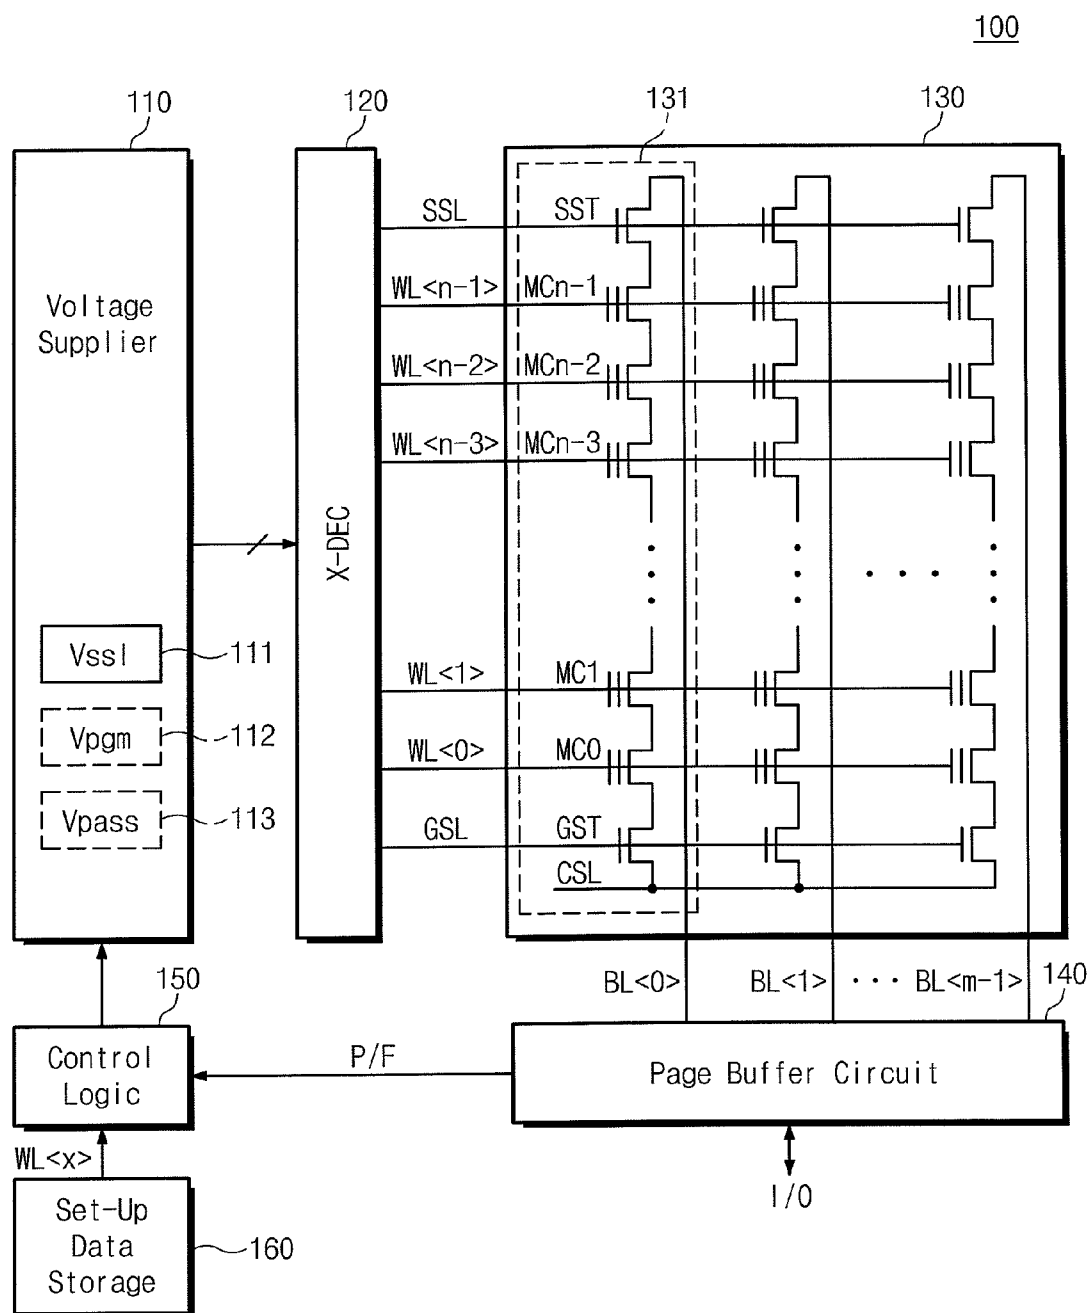 100
110
120
131
130
Voltage
Supplier
X-DEC
SSL
SST
WL<n-1>
MCn-1
WL<n-2>
MCn-2
WL<n-3>
MCn-3
Vssl
111
Vpgm
112
Vpass
113
WL<1>
MC1
WL<0>
MC0
GSL
GST
CSL
BL<0>
BL<1>
BL<m-1>
140
150
Control
Logic
P/F
Page Buffer Circuit
WL<x>
I/O
Set-Up
Data
Storage
160